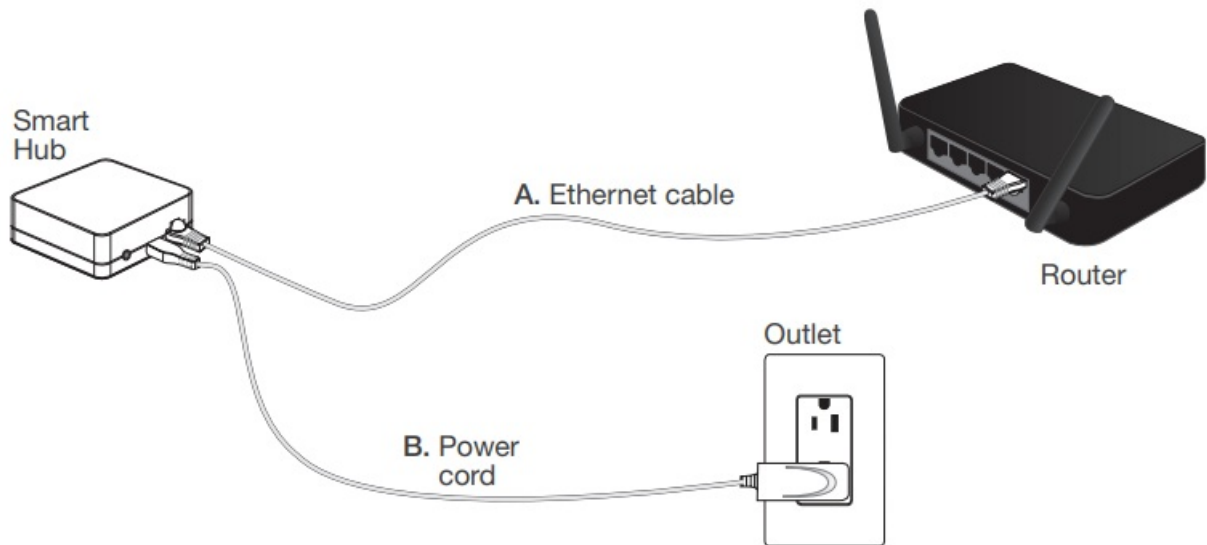 Smart
Hub
A. Ethernet cable
Router
Outlet
B. Power
cord